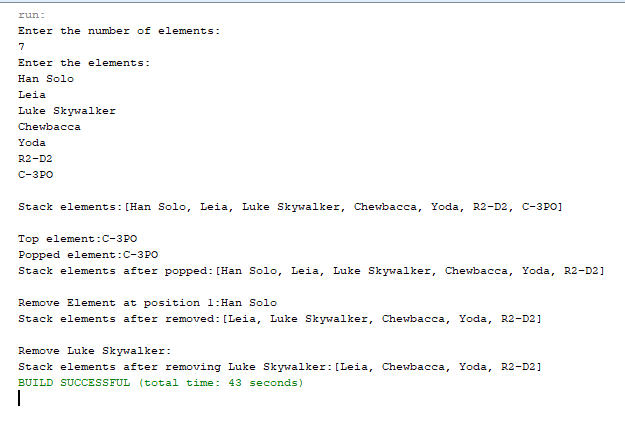 run:
Enter the number of elements:
7
Enter the elements:
Han Solo
Leia
Luke Skywalker
Chewbacca
Yoda
R2-D2
C-3PO
Stack elements:[Han Solo, Leia, Luke Skywalker, Chewbacca, Yoda, R2-D2, C-3PO]
Top element:C-3PO
Popped element:C-3PO
Stack elements after popped:[Han Solo, Leia, Luke Skywalker, Chewbacca, Yoda, R2-D2]
Remove Element at position 1:Han Solo
Stack elements after removed:[Leia, Luke Skywalker, Chewbacca, Yoda, R2-D2]
Remove Luke Skywalker:
Stack elements after removing Luke Skywalker:[Leia, Chewbacca, Yoda, R2-D2]
BUILD SUCCESSFUL (total time: 43 seconds)